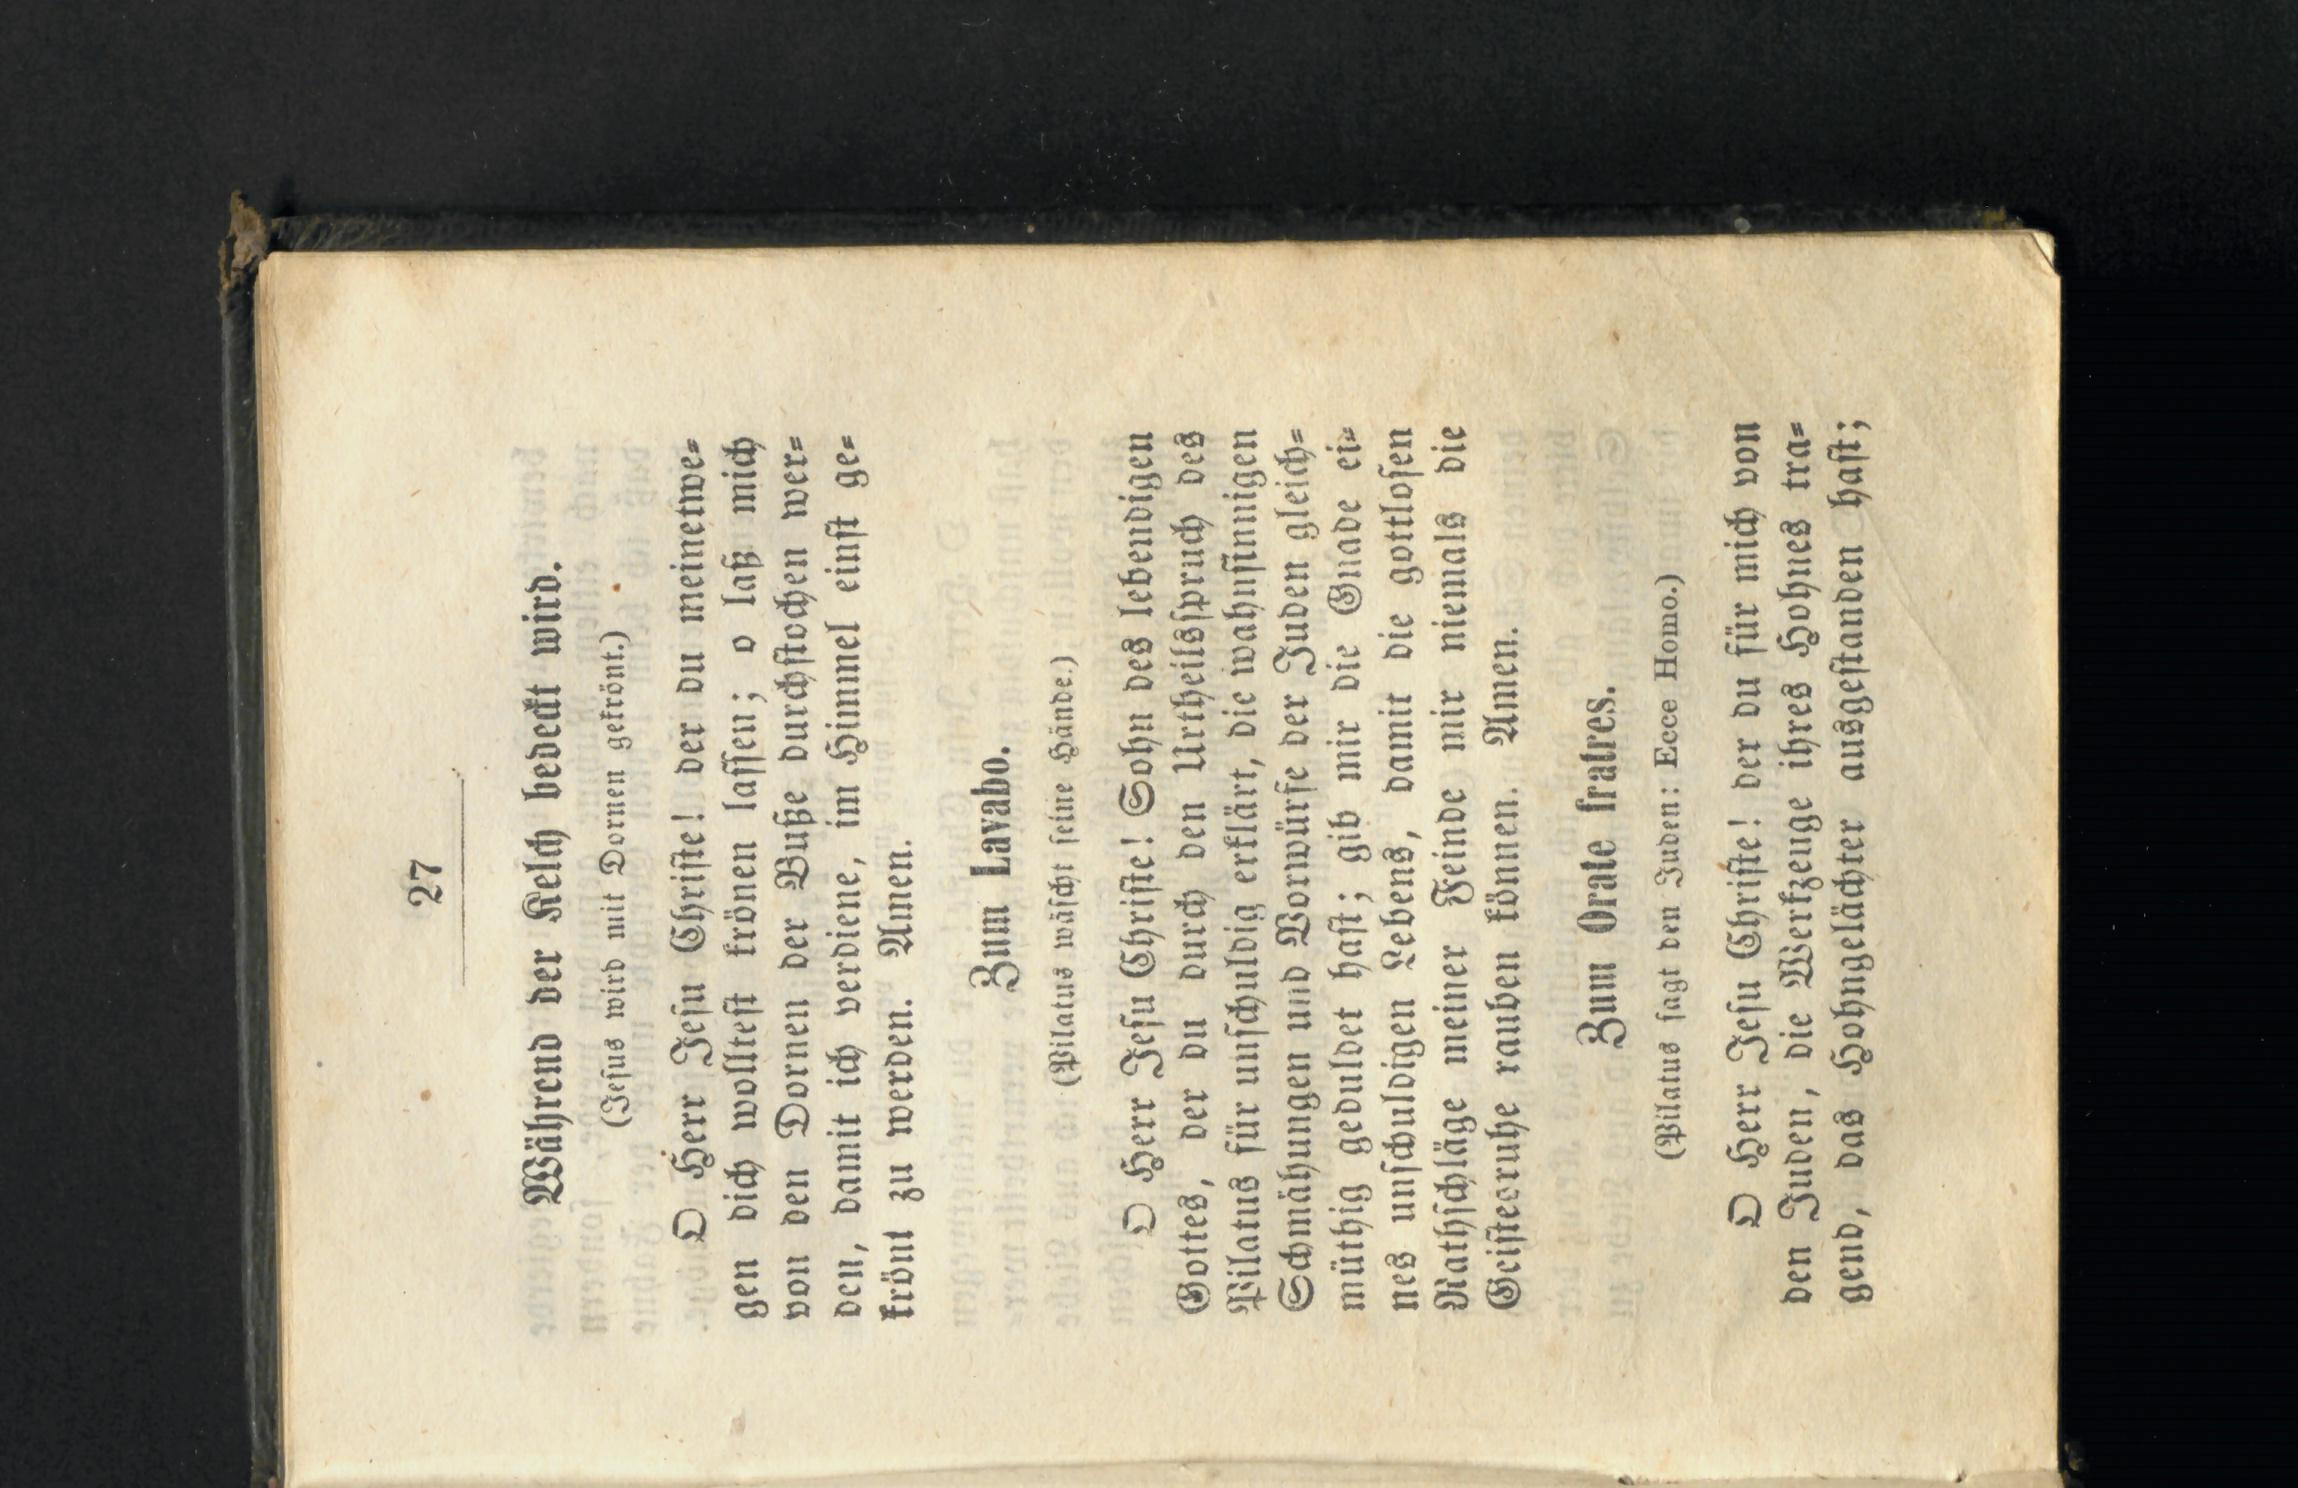 27
Während der Kelch bedeckt wird.
(Jesus wird mit Dornen gekrönt.)
O Herr Jesu Christe! der du meinetwe⸗
gen dich wolltest krönen lassen; o laß mich
von den Dornen der Buße durchstochen wer⸗
den, damit ich verdiene, im Himmel einst ge⸗
krönt zu werden. Amen.
Zum Lavabo.
(Pilatus wäscht seine Hände.)
O Herr Jesu Christe! Sohn des lebendigen
Gottes, der du durch den Urtheilsspruch des
Pilatus für unschuldig erklärt, die wahnsinnigen
Schmähungen und Vorwürfe der Juden gleich⸗
müthig geduldet hast; gib mir die Gnade ei⸗
nes unschuldigen Lebens, damit die gottlosen
Rathschläge meiner Feinde mir niemals die
Geistesruhe rauben können. Amen.
Zum Orate fratres.
(Pilatus sagt den Juden: Ecce Homo.)
O Herr Jesu Christe! der du für mich von
den Juden, die Werkzeuge ihres Hohnes tra⸗
gend, das Hohngelächter ausgestanden hast;